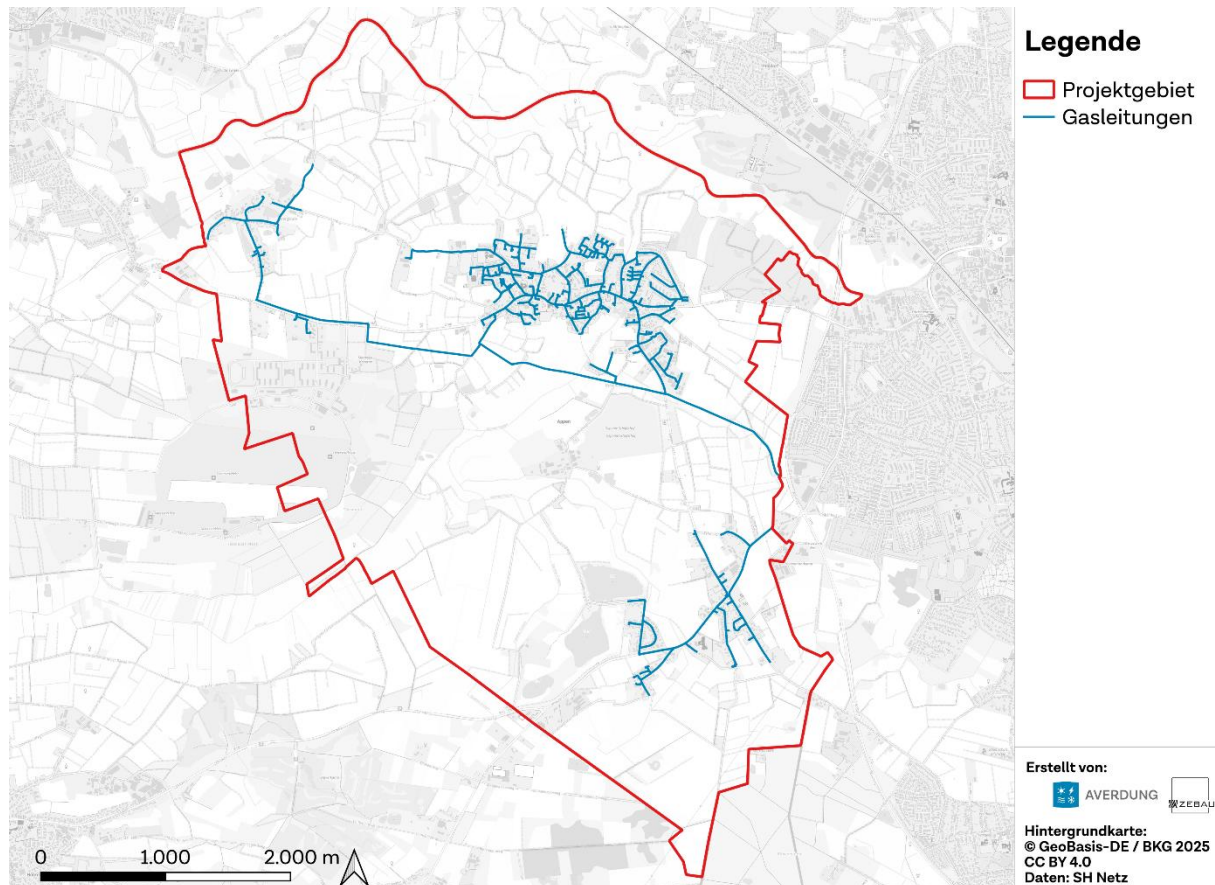 Legende
Projektgebiet
Gasleitungen
Appen
0 1.000 2.000 m
Erstellt von:
AVERDUNG
ZEBAU
Hintergrundkarte:
© GeoBasis-DE / BKG 2025
CC BY 4.0
Daten: SH Netz